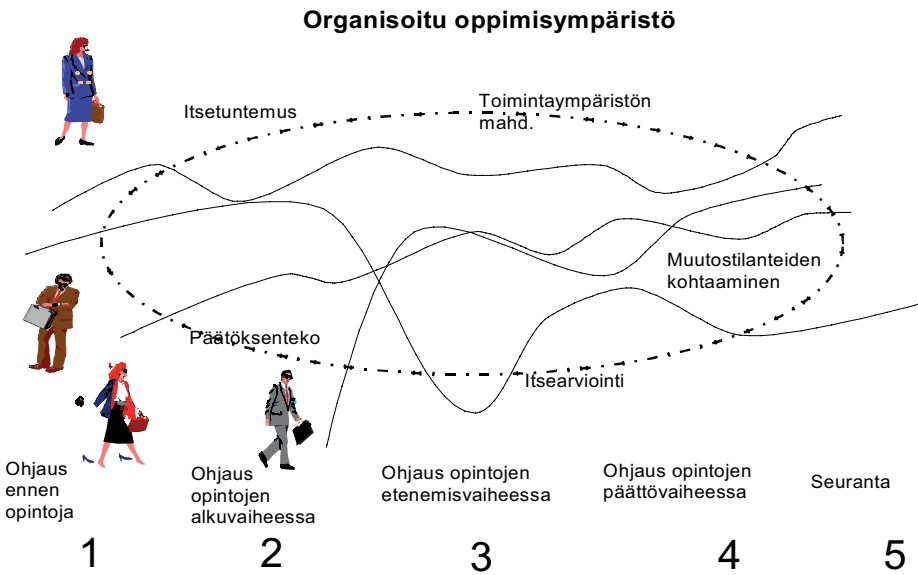 Organisoitu oppimisympäristö
Itsetuntemus
Toimintaympäristön
mahd.
Muutostilanteiden
kohtaaminen
Päätöksenteko
Itsearviointi
Ohjaus
ennen
opintoja
Ohjaus
opintojen
alkuvaiheessa
Ohjaus opintojen
etenemisvaiheessa
Ohjaus opintojen
päättövaiheessa
Seuranta
1
2
3
4
5